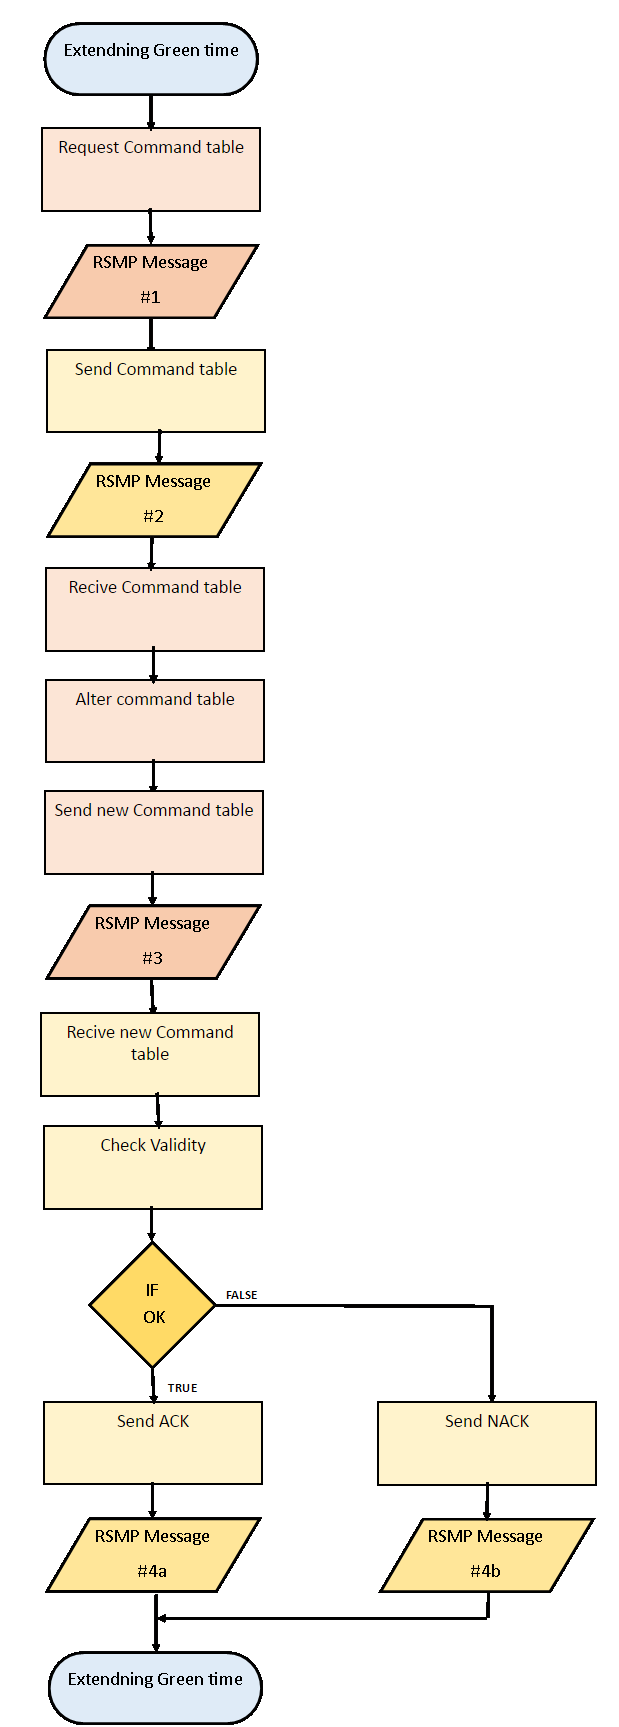 Extendning Green time
Request Command table
RSMP Message
#1
Send Command table
RSMP Message
#2
Recive Command table
Alter command table
Send new Command table
RSMP Message
#3
Recive new Command
table
Check Validity
IF
OK
FALSE
TRUE
Send ACK
Send NACK
RSMP Message
#4a
RSMP Message
#4b
Extendning Green time